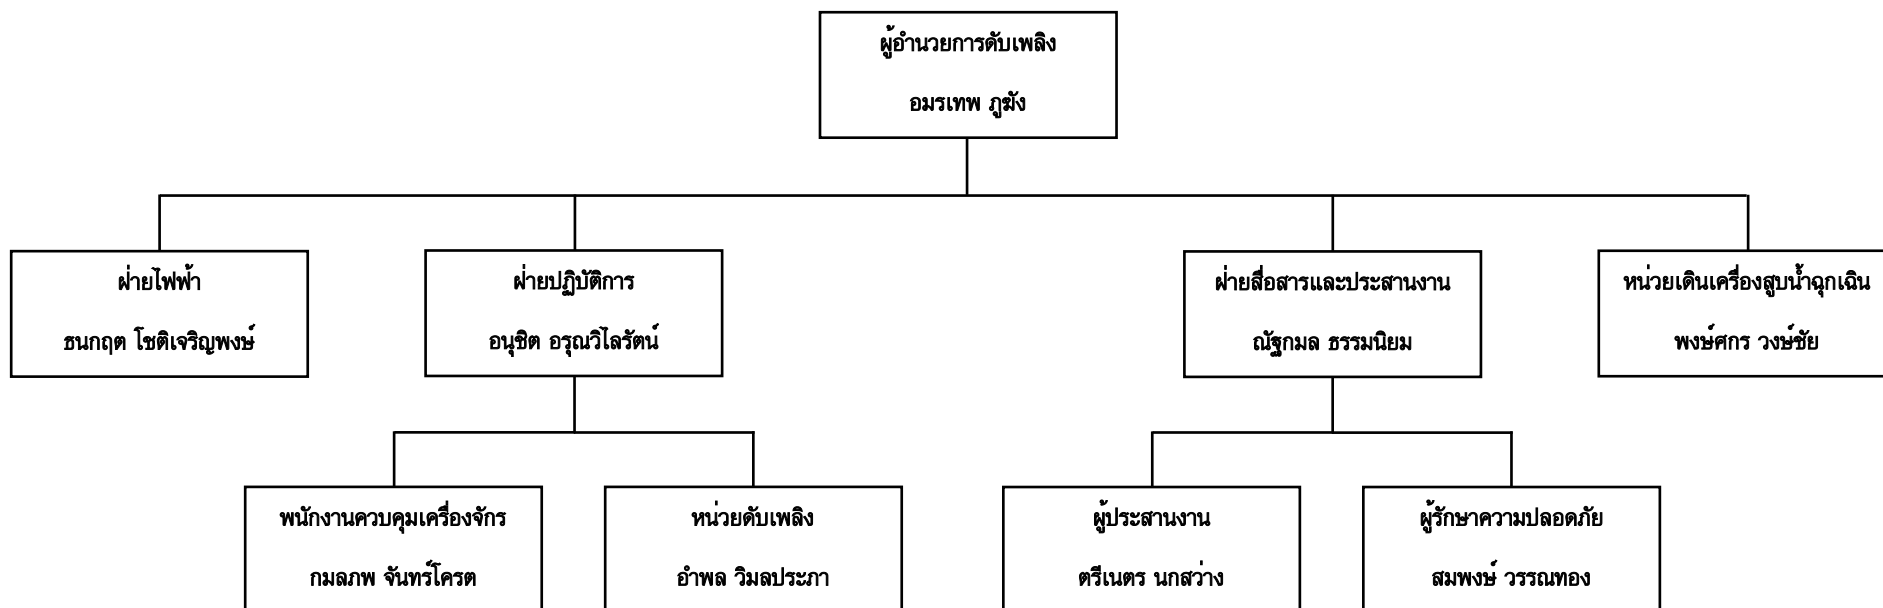 ผู้อำนวยการดับเพลิง
อมรเทพ ภูฆัง
ฝ่ายไฟฟ้า
ธนกฤต โชติเจริญพงษ์
ฝ่ายปฏิบัติการ
อนุชิต อรุณวิไลรัตน์
ฝ่ายสื่อสารและประสานงาน
ณัฐกมล ธรรมนิยม
หน่วยเดินเครื่องสูบน้ำฉุกเฉิน
พงษ์ศกร วงษ์ชัย
พนักงานควบคุมเครื่องจักร
กมลภพ จันทร์โครต
หน่วยดับเพลิง
อำพล วิมลประภา
ผู้ประสานงาน
ตรีเนตร นกสว่าง
ผู้รักษาความปลอดภัย
สมพงษ์ วรรณทอง